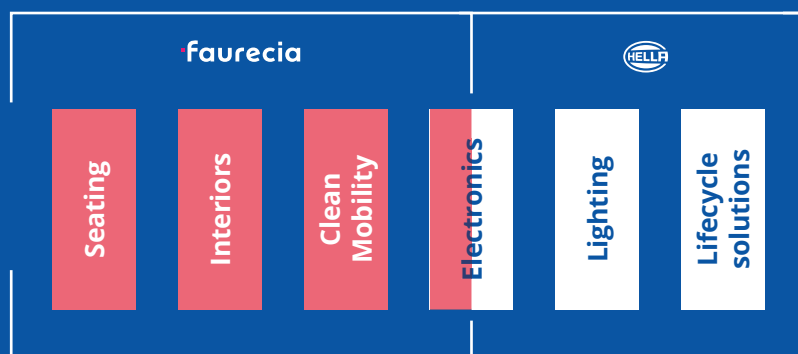 faurecia
HELLA
Seating
Interiors
Clean
Mobility
Electronics
Lighting
Lifecycle
solutions